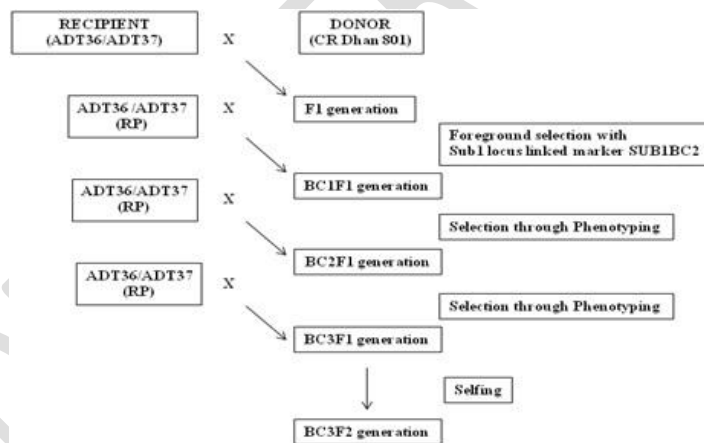 RECIPIENT
(ADT36/ADT37)
X
DONOR
(CR Dhan 801)
ADT36 /ADT37
(RP)
X
F1 generation
Foreground selection with
Sub1 locus linked marker SUB1BC2
BC1F1 generation
ADT36 /ADT37
(RP)
X
Selection through Phenotyping
BC2F1 generation
ADT36/ADT37
(RP)
X
Selection through Phenotyping
BC3F1 generation
Selfing
BC3F2 generation